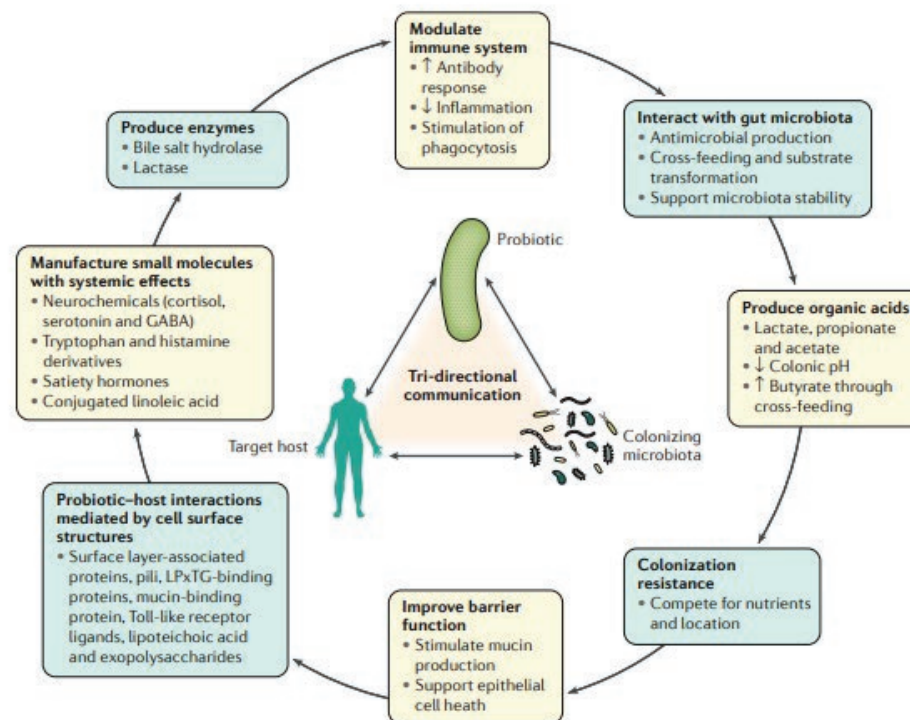 Modulate
immune system
• ↑ Antibody
response
• ↓ Inflammation
• Stimulation of
phagocytosis
Interact with gut microbiota
• Antimicrobial production
• Cross-feeding and substrate
transformation
• Support microbiota stability
Produce organic acids
• Lactate, propionate
and acetate
• ↓ Colonic pH
• ↑ Butyrate through
cross-feeding
Colonization
resistance
• Compete for nutrients
and location
Improve barrier
function
• Stimulate mucin
production
• Support epithelial
cell heath
Probiotic–host interactions
mediated by cell surface
structures
• Surface layer-associated
proteins, pili, LPxTG-binding
proteins, mucin-binding
protein, Toll-like receptor
ligands, lipoteichoic acid
and exopolysaccharides
Manufacture small molecules
with systemic effects
• Neurochemicals (cortisol,
serotonin and GABA)
• Tryptophan and histamine
derivatives
• Satiety hormones
• Conjugated linoleic acid
Produce enzymes
• Bile salt hydrolase
• Lactase
Probiotic
Tri-directional
communication
Target host
Colonizing
microbiota